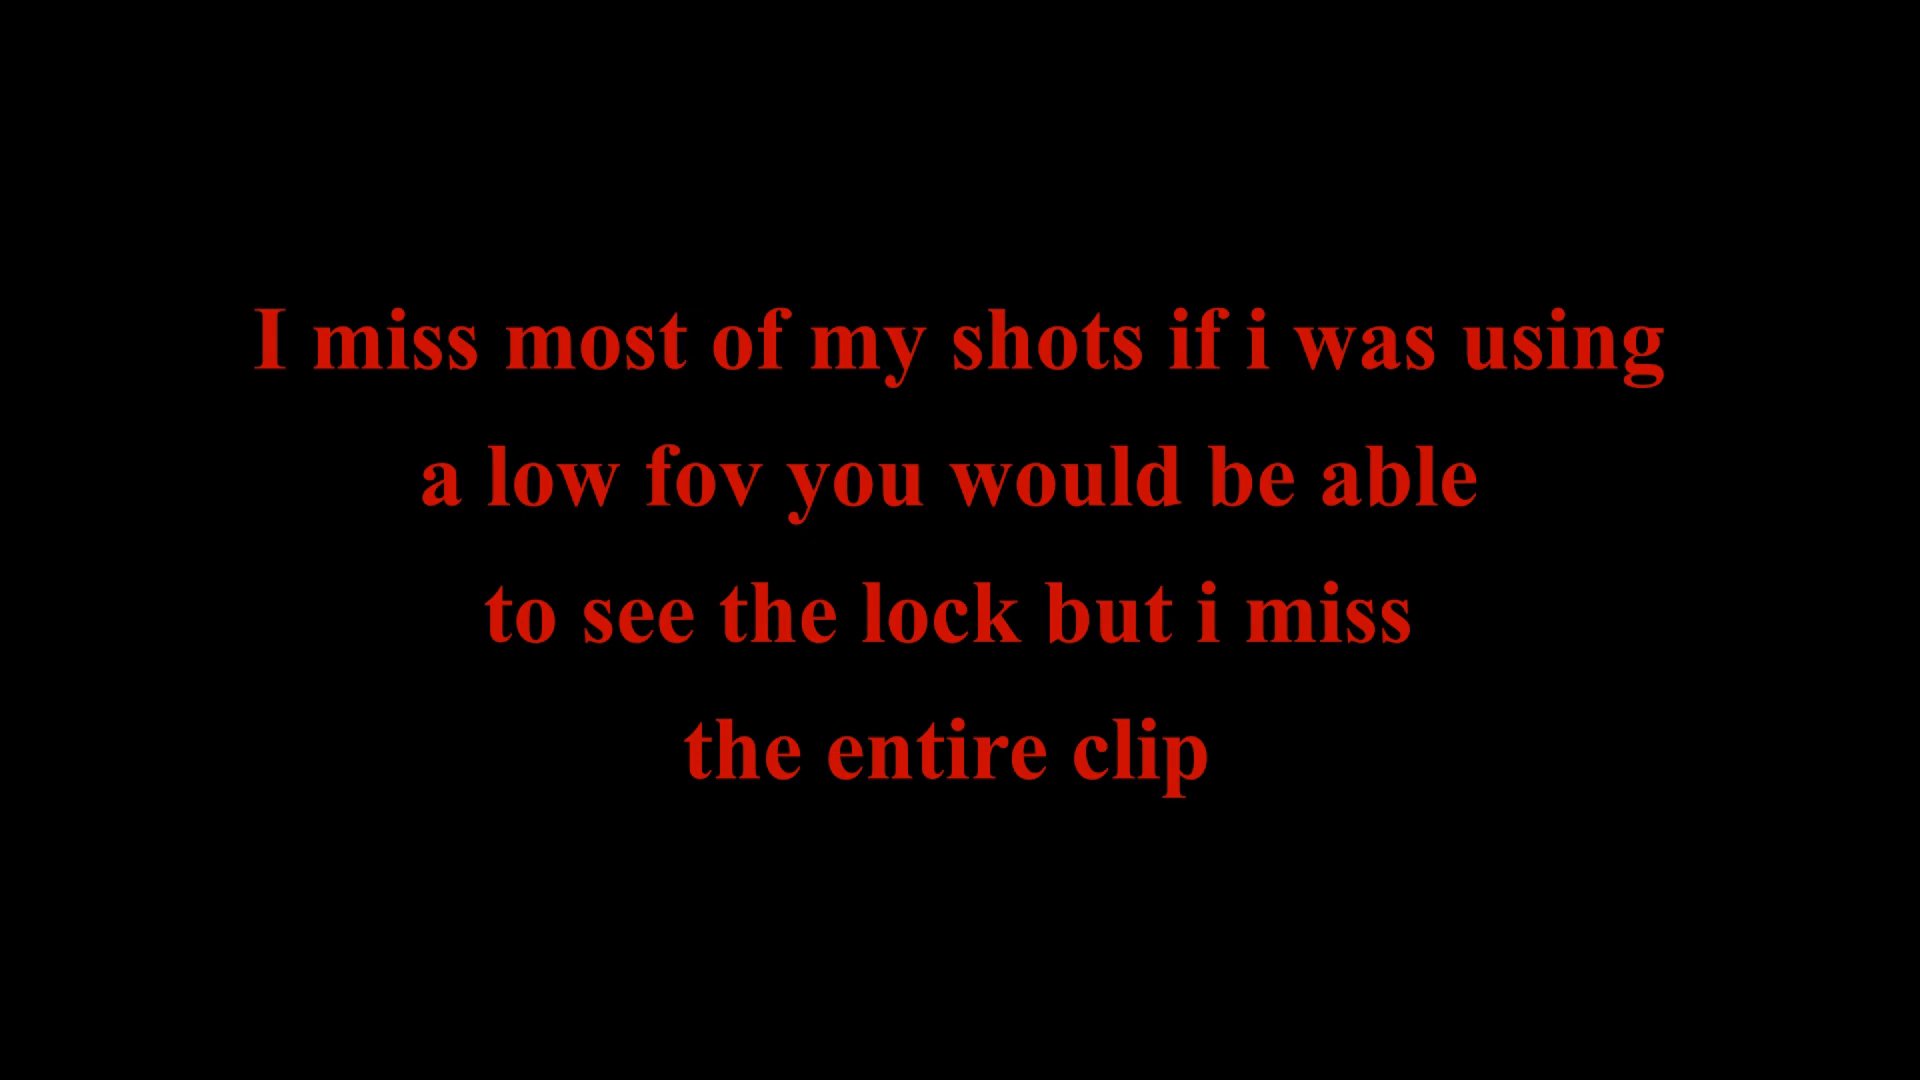 I miss most of my shots if i was using
a low fov you would be able
to see the lock but i miss
the entire clip